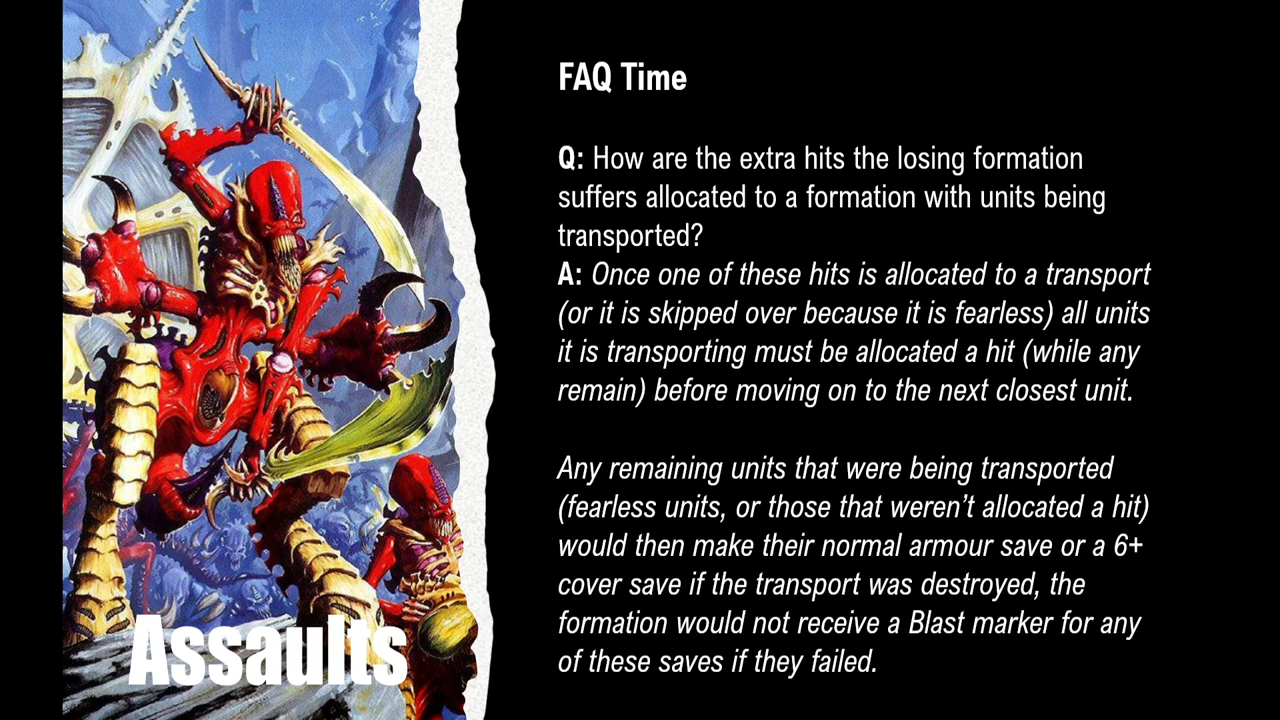 FAQ Time
Q: How are the extra hits the losing formation
suffers allocated to a formation with units being
transported?
A: Once one of these hits is allocated to a transport
(or it is skipped over because it is fearless) all units
it is transporting must be allocated a hit (while any
remain) before moving on to the next closest unit.
Any remaining units that were being transported
(fearless units, or those that weren’t allocated a hit)
would then make their normal armour save or a 6+
cover save if the transport was destroyed, the
formation would not receive a Blast marker for any
of these saves if they failed.
Assaults